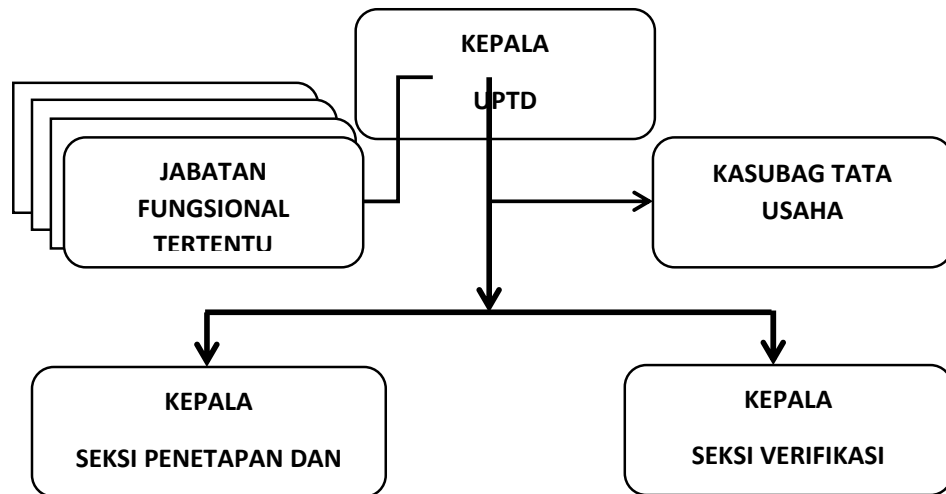 KEPALA
UPTD
JABATAN
FUNGSIONAL
TERTENTU
KASUBAG TATA
USAHA
KEPALA
SEKSI PENETAPAN DAN
KEPALA
SEKSI VERIFIKASI